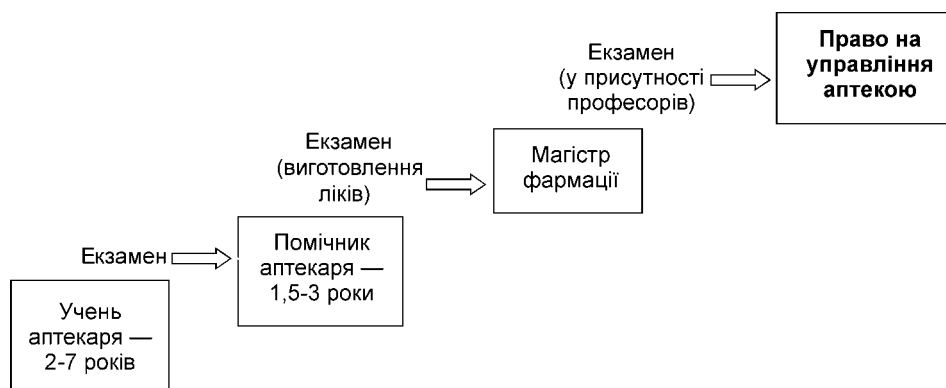 Учень
аптекаря —
2-7 років
Екзамен
Помічник
аптекаря —
1,5-3 роки
Екзамен
(виготовлення
ліків)
Магістр
фармації
Екзамен
(у присутності
професорів)
Право на
управління
аптекою